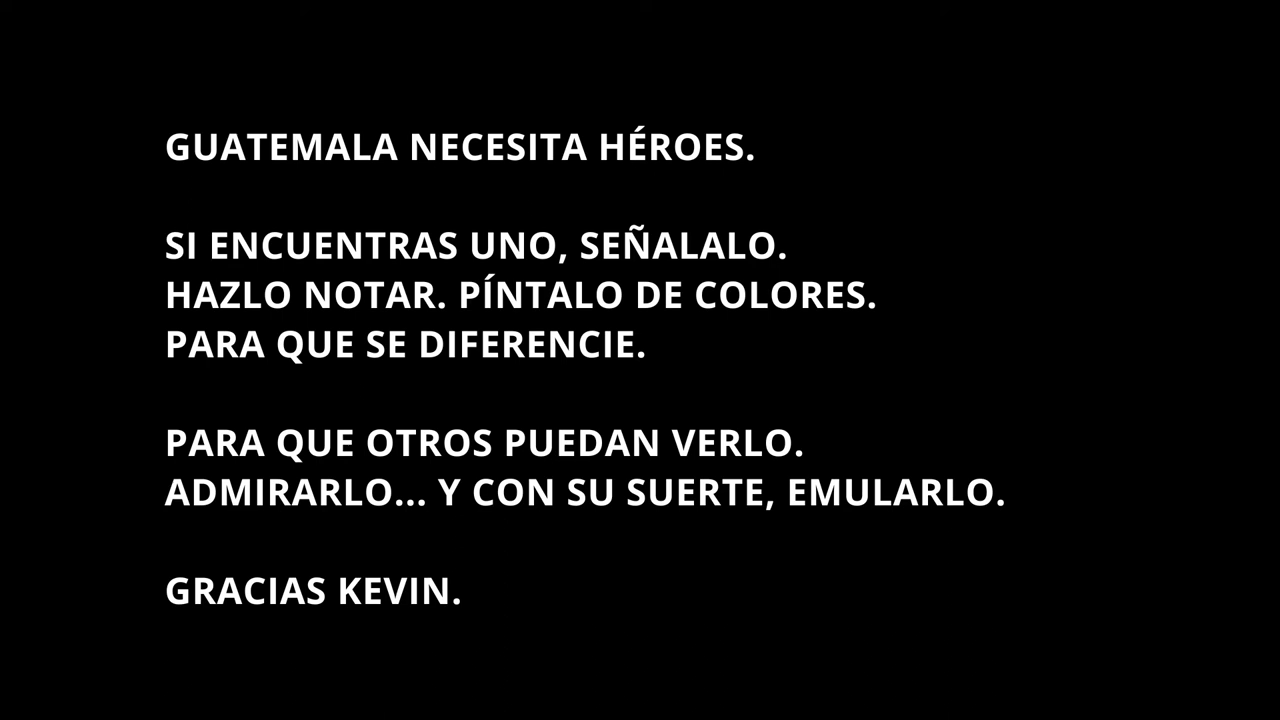 GUATEMALA NECESITA HÉROES.
SI ENCUENTRAS UNO, SEÑALALO.
HAZLO NOTAR. PÍNTALO DE COLORES.
PARA QUE SE DIFERENCIE.
PARA QUE OTROS PUEDAN VERLO.
ADMIRARLO... Y CON SU SUERTE, EMULARLO.
GRACIAS KEVIN.